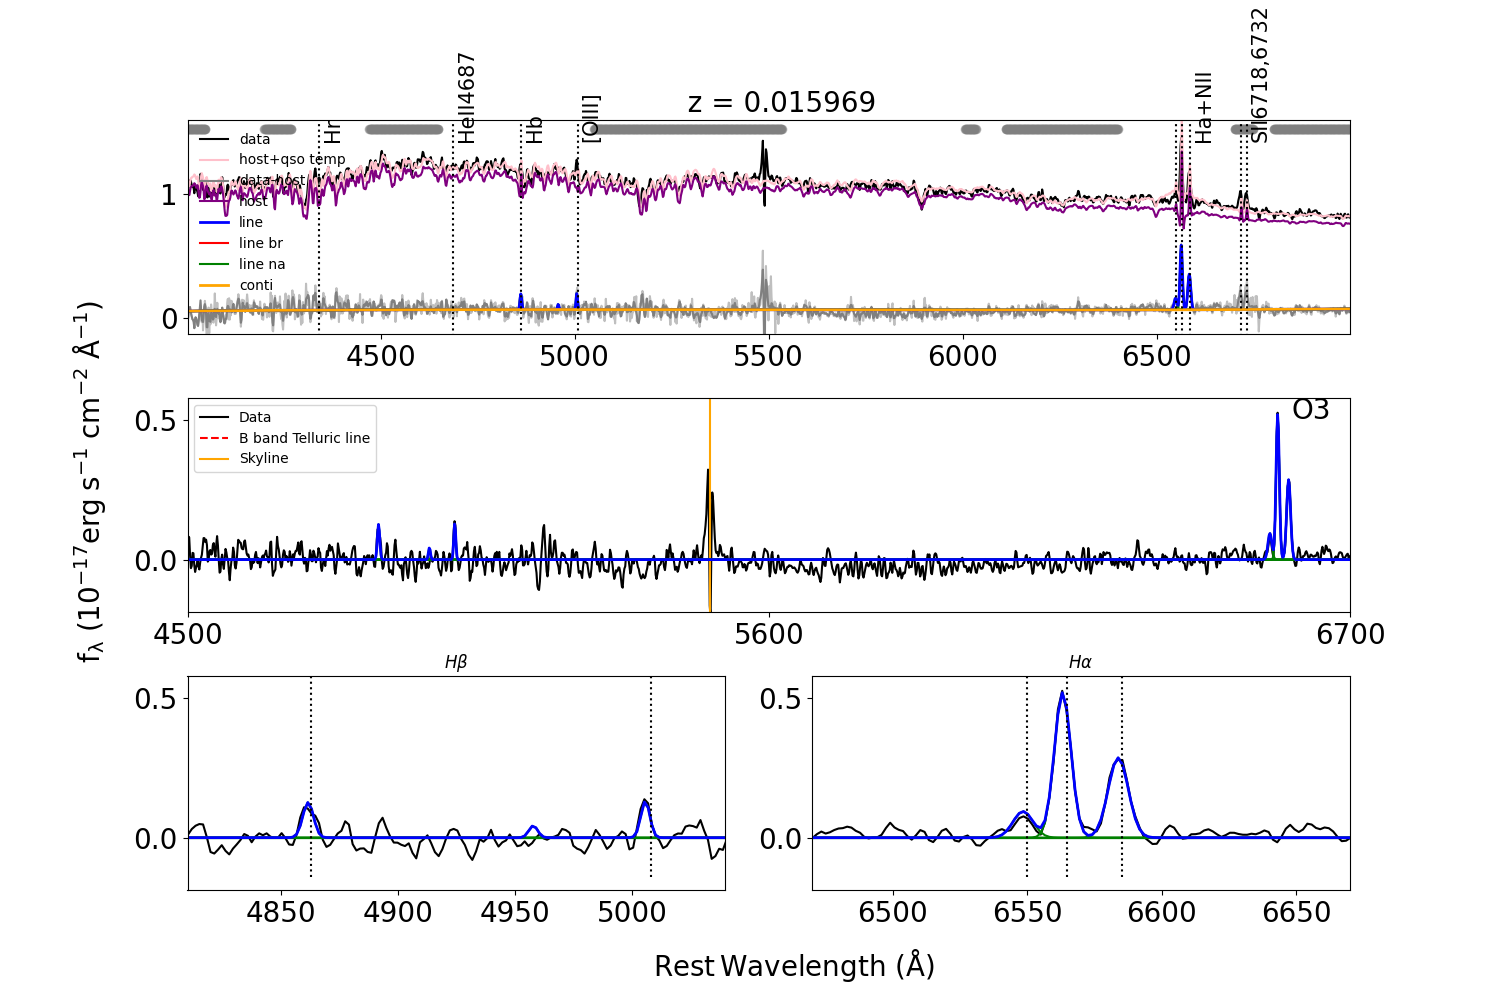 z = 0.015969
Hr
HeII4687
Hb
[OIII]
Ha+NII
SII6718,6732
data
host+qso temp
data-host
host
line
line br
line na
conti
1
0
4500 5000 5500 6000 6500
fλ (10⁻¹⁷erg s⁻¹ cm⁻² Å⁻¹)
Data
B band Telluric line
Skyline
O3
0.5
0.0
4500 5600 6700
Hβ
0.5
0.0
4850 4900 4950 5000
Hα
0.5
0.0
6500 6550 6600 6650
Rest Wavelength (Å)